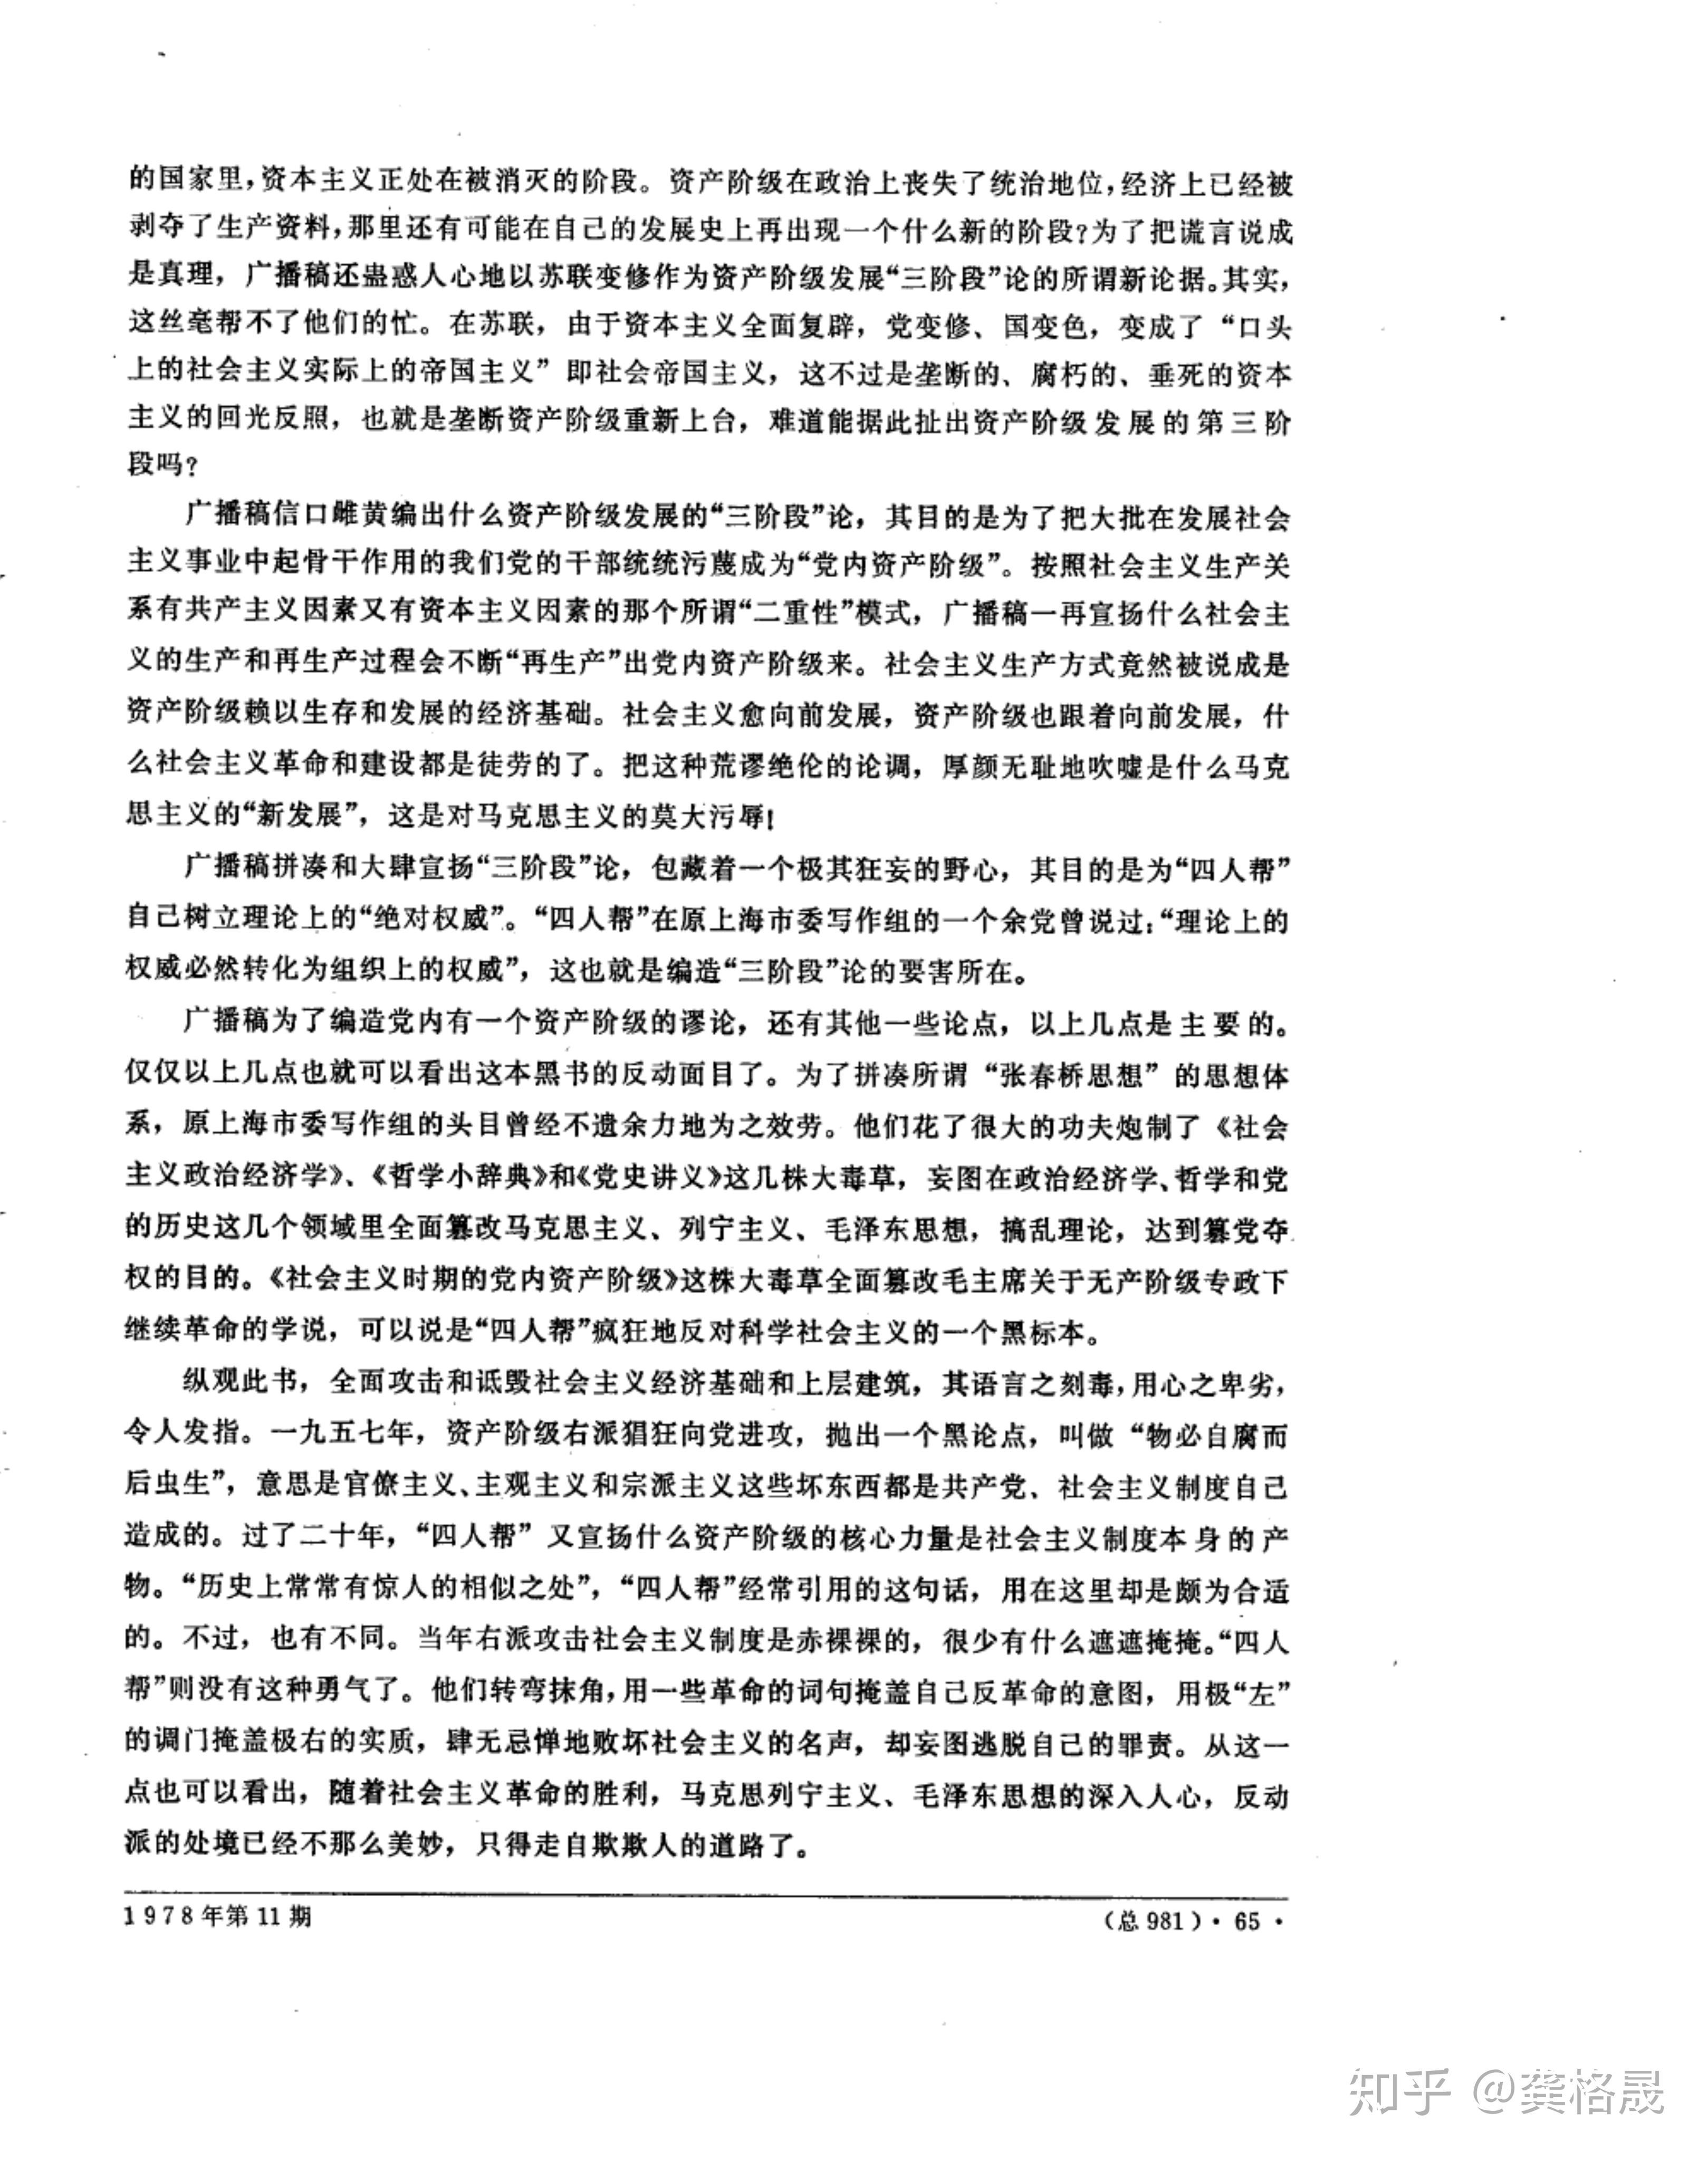 的国家里，资本主义正处在被消灭的阶段。资产阶级在政治上丧失了统治地位，经济上已经被
剥夺了生产资料，那里还有可能在自己的发展史上再出现一个什么新的阶段？为了把谎言说成
是真理，广播稿还蛊惑人心地以苏联变修作为资产阶级发展“三阶段”论的所谓新论据。其实，
这丝毫帮不了他们的忙。在苏联，由于资本主义全面复辟，党变修、国变色，变成了“口头
上的社会主义实际上的帝国主义”即社会帝国主义，这不过是垄断的、腐朽的、垂死的资本
主义的回光反照，也就是垄断资产阶级重新上台，难道能据此扯出资产阶级发展的第三阶
段吗？
广播稿信口雌黄编出什么资产阶级发展的“三阶段”论，其目的是为了把大批在发展社会
主义事业中起骨干作用的我们党的干部统统污蔑成为“党内资产阶级”。按照社会主义生产关
系有共产主义因素又有资本主义因素的那个所谓“二重性”模式，广播稿一再宣扬什么社会主
义的生产和再生产过程会不断“再生产”出党内资产阶级来。社会主义生产方式竟然被说成是
资产阶级赖以生存和发展的经济基础。社会主义愈向前发展，资产阶级也跟着向前发展，什
么社会主义革命和建设都是徒劳的了。把这种荒谬绝伦的论调，厚颜无耻地吹嘘是什么马克
思主义的“新发展”，这是对马克思主义的莫大污辱！
广播稿拼凑和大肆宣扬“三阶段”论，包藏着一个极其狂妄的野心，其目的是为“四人帮”
自己树立理论上的“绝对权威”。“四人帮”在原上海市委写作组的一个余党曾说过：“理论上的
权威必然转化为组织上的权威”，这也就是编造“三阶段”论的要害所在。
广播稿为了编造党内有一个资产阶级的谬论，还有其他一些论点，以上几点是主要的。
仅仅以上几点也就可以看出这本黑书的反动面目了。为了拼凑所谓“张春桥思想”的思想体
系，原上海市委写作组的头目曾经不遗余力地为之效劳。他们花了很大的功夫炮制了《社会
主义政治经济学》、《哲学小辞典》和《党史讲义》这几株大毒草，妄图在政治经济学、哲学和党
的历史这几个领域里全面篡改马克思主义、列宁主义、毛泽东思想，搞乱理论，达到篡党夺
权的目的。《社会主义时期的党内资产阶级》这株大毒草全面篡改毛主席关于无产阶级专政下
继续革命的学说，可以说是“四人帮”疯狂地反对科学社会主义的一个黑标本。
纵观此书，全面攻击和诋毁社会主义经济基础和上层建筑，其语言之刻毒，用心之卑劣，
令人发指。一九五七年，资产阶级右派猖狂向党进攻，抛出一个黑论点，叫做“物必自腐而
后虫生”，意思是官僚主义、主观主义和宗派主义这些坏东西都是共产党、社会主义制度自己
造成的。过了二十年，“四人帮”又宣扬什么资产阶级的核心力量是社会主义制度本身的产
物。“历史上常常有惊人的相似之处”，“四人帮”经常引用的这句话，用在这里却是颇为合适
的。不过，也有不同。当年右派攻击社会主义制度是赤裸裸的，很少有什么遮遮掩掩。“四人
帮”则没有这种勇气了。他们转弯抹角，用一些革命的词句掩盖自己反革命的意图，用极“左”
的调门掩盖极右的实质，肆无忌惮地败坏社会主义的名声，却妄图逃脱自己的罪责。从这一
点也可以看出，随着社会主义革命的胜利，马克思列宁主义、毛泽东思想的深入人心，反动
派的处境已经不那么美妙，只得走自欺欺人的道路了。
1978年第11期
（总981）·65·
知乎 @龚格晟